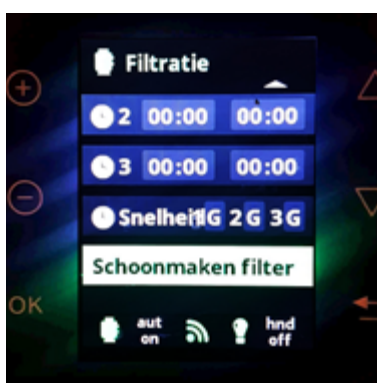 Filtratie
2 00:00 00:00
3 00:00 00:00
Snelheid 1G 2G 3G
Schoonmaken filter
OK
aut on hnd off